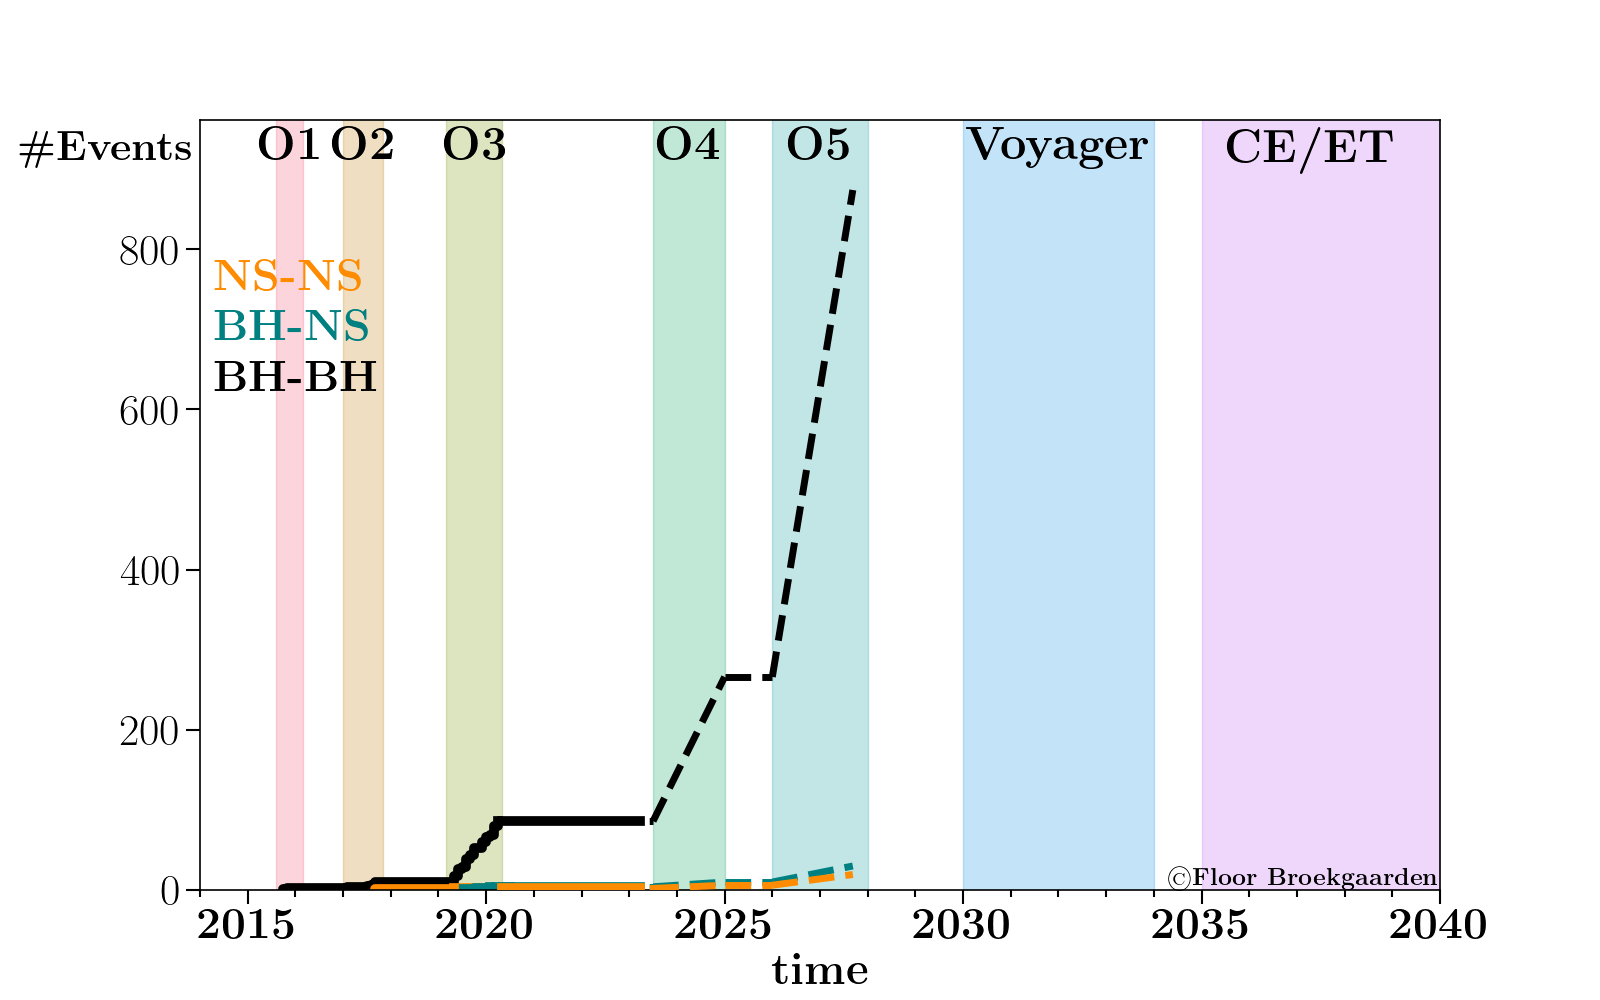 #Events O1 O2 O3 O4 O5 Voyager CE/ET
800
NS-NS
BH-NS
BH-BH
600
400
200
0
©Floor Broekgaarden
2015 2020 2025 2030 2035 2040
time